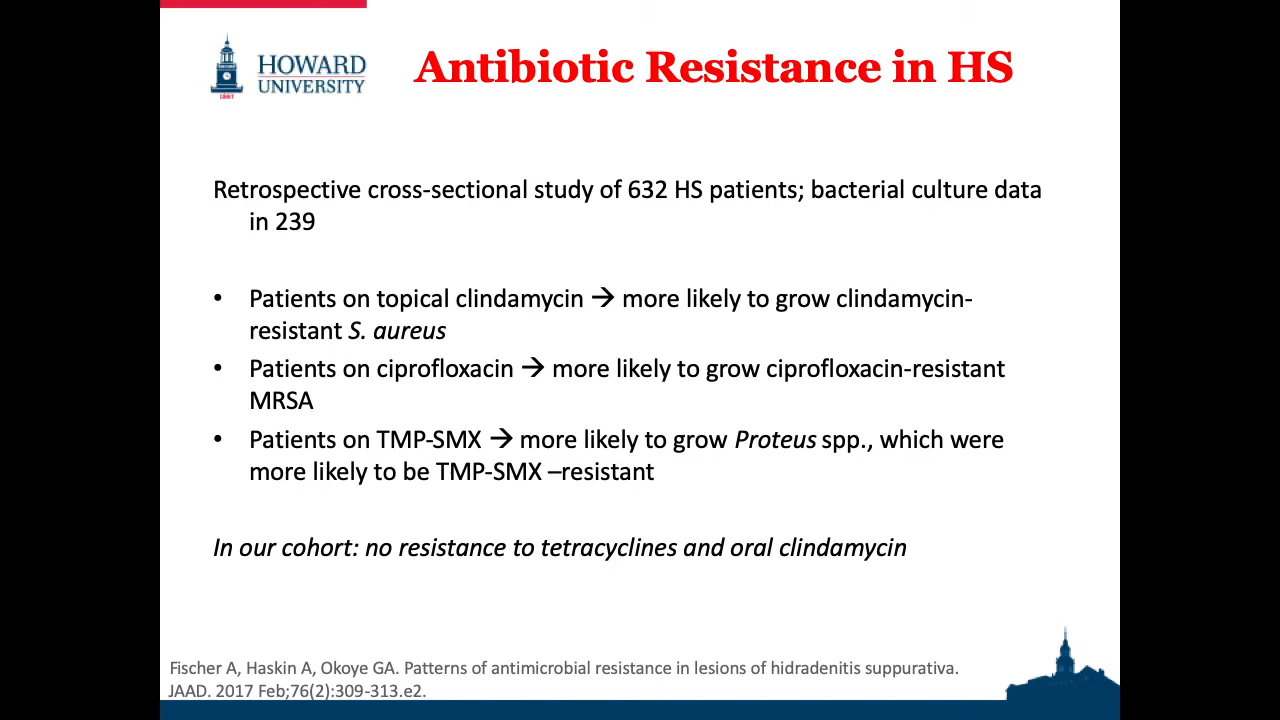 HOWARD
UNIVERSITY
Antibiotic Resistance in HS
Retrospective cross-sectional study of 632 HS patients; bacterial culture data
in 239
• Patients on topical clindamycin → more likely to grow clindamycin-
resistant S. aureus
• Patients on ciprofloxacin → more likely to grow ciprofloxacin-resistant
MRSA
• Patients on TMP-SMX → more likely to grow Proteus spp., which were
more likely to be TMP-SMX –resistant
In our cohort: no resistance to tetracyclines and oral clindamycin
Fischer A, Haskin A, Okoye GA. Patterns of antimicrobial resistance in lesions of hidradenitis suppurativa.
JAAD. 2017 Feb;76(2):309-313.e2.